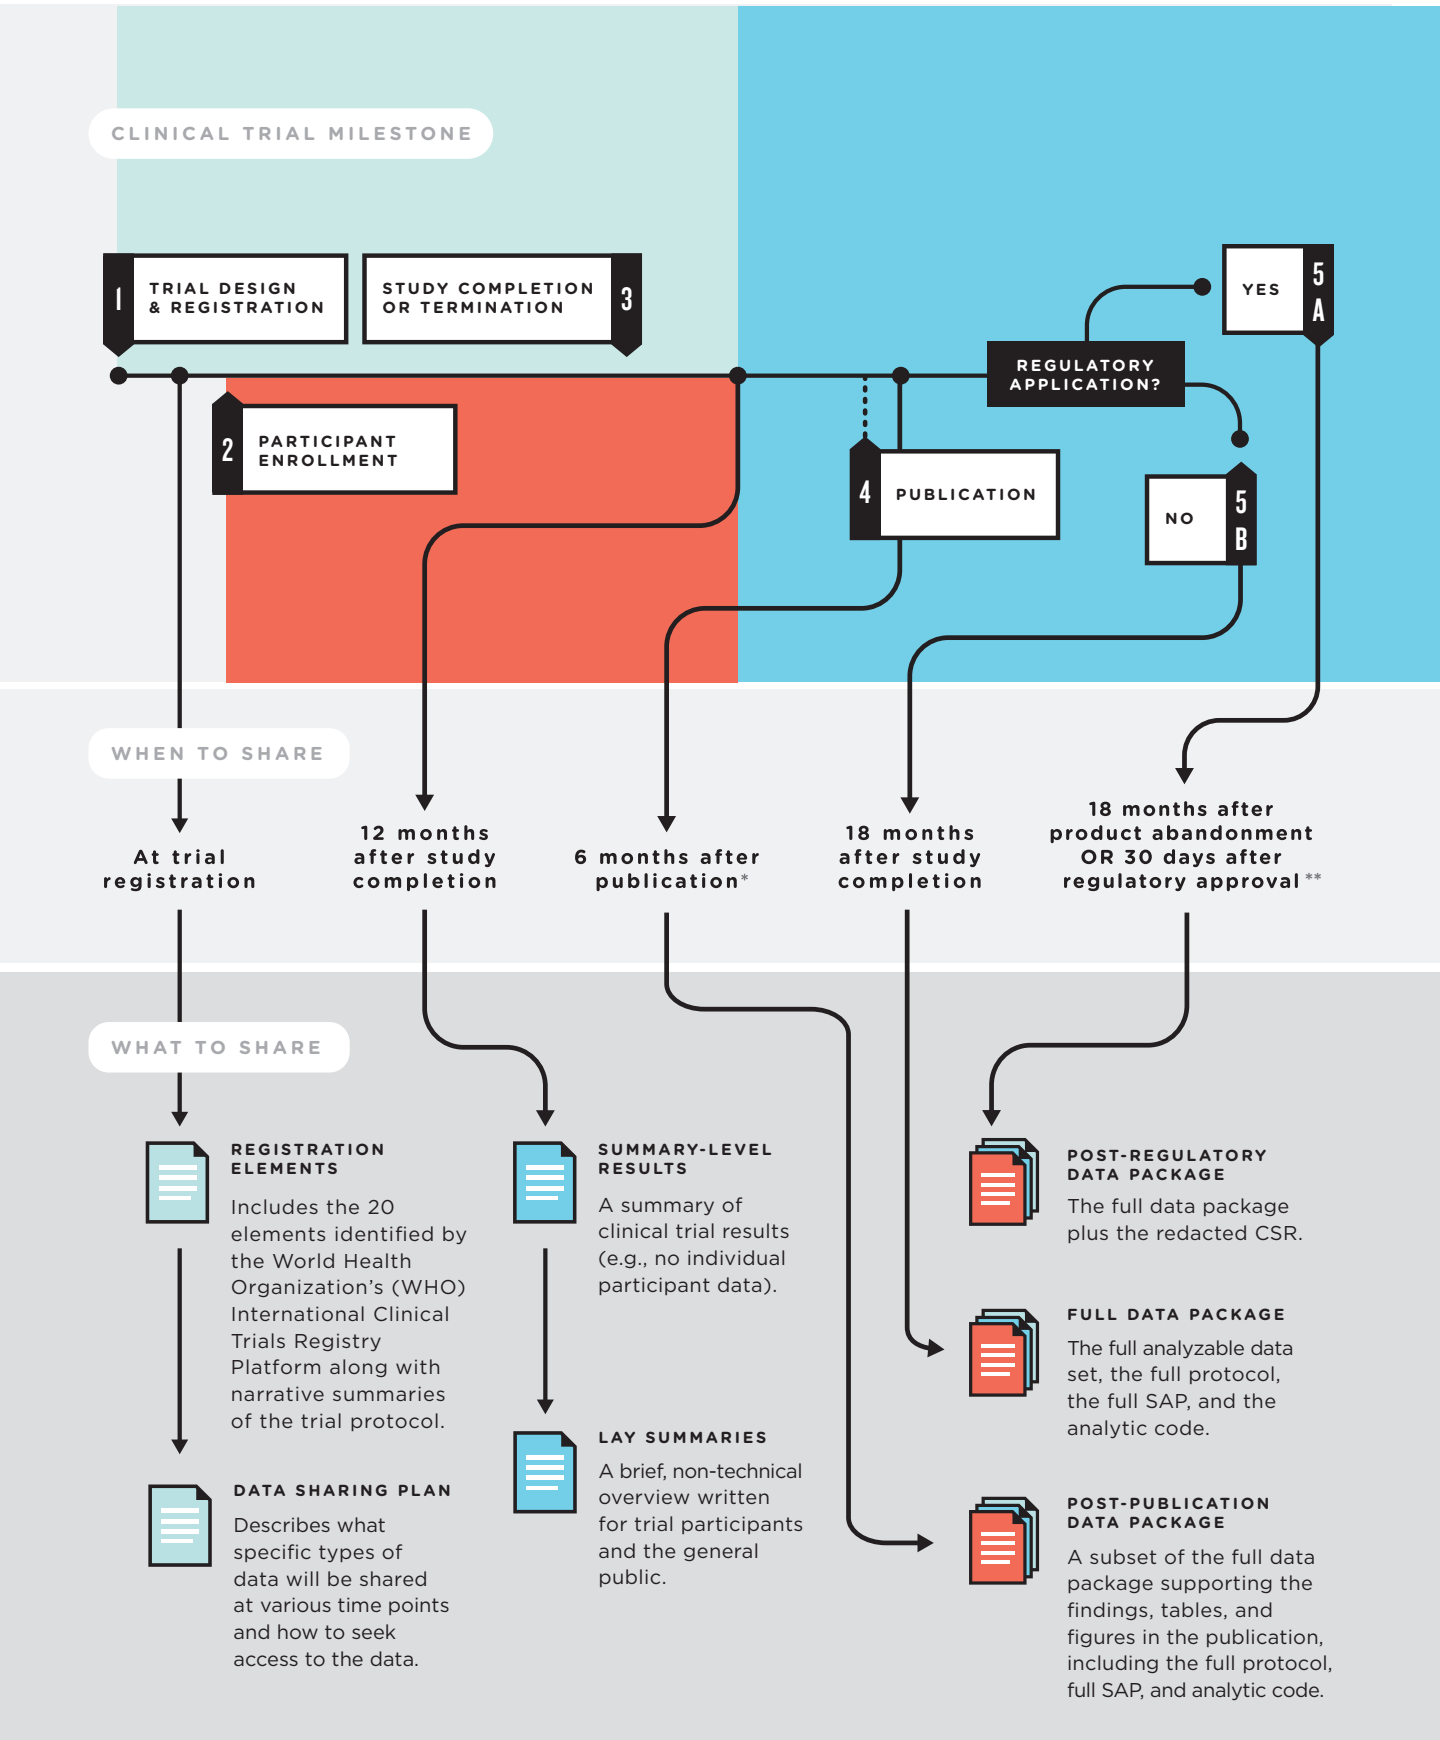 CLINICAL TRIAL MILESTONE
1
TRIAL DESIGN
& REGISTRATION
STUDY COMPLETION
OR TERMINATION
3
YES
5
A
REGULATORY
APPLICATION?
2
PARTICIPANT
ENROLLMENT
4
PUBLICATION
NO
5
B
WHEN TO SHARE
At trial
registration
12 months
after study
completion
6 months after
publication*
18 months
after study
completion
18 months after
product abandonment
OR 30 days after
regulatory approval**
WHAT TO SHARE
REGISTRATION
ELEMENTS
Includes the 20
elements identified by
the World Health
Organization’s (WHO)
International Clinical
Trials Registry
Platform along with
narrative summaries
of the trial protocol.
DATA SHARING PLAN
Describes what
specific types of
data will be shared
at various time points
and how to seek
access to the data.
SUMMARY-LEVEL
RESULTS
A summary of
clinical trial results
(e.g., no individual
participant data).
LAY SUMMARIES
A brief, non-technical
overview written
for trial participants
and the general
public.
POST-REGULATORY
DATA PACKAGE
The full data package
plus the redacted CSR.
FULL DATA PACKAGE
The full analyzable data
set, the full protocol,
the full SAP, and the
analytic code.
POST-PUBLICATION
DATA PACKAGE
A subset of the full data
package supporting the
findings, tables, and
figures in the publication,
including the full protocol,
full SAP, and analytic code.